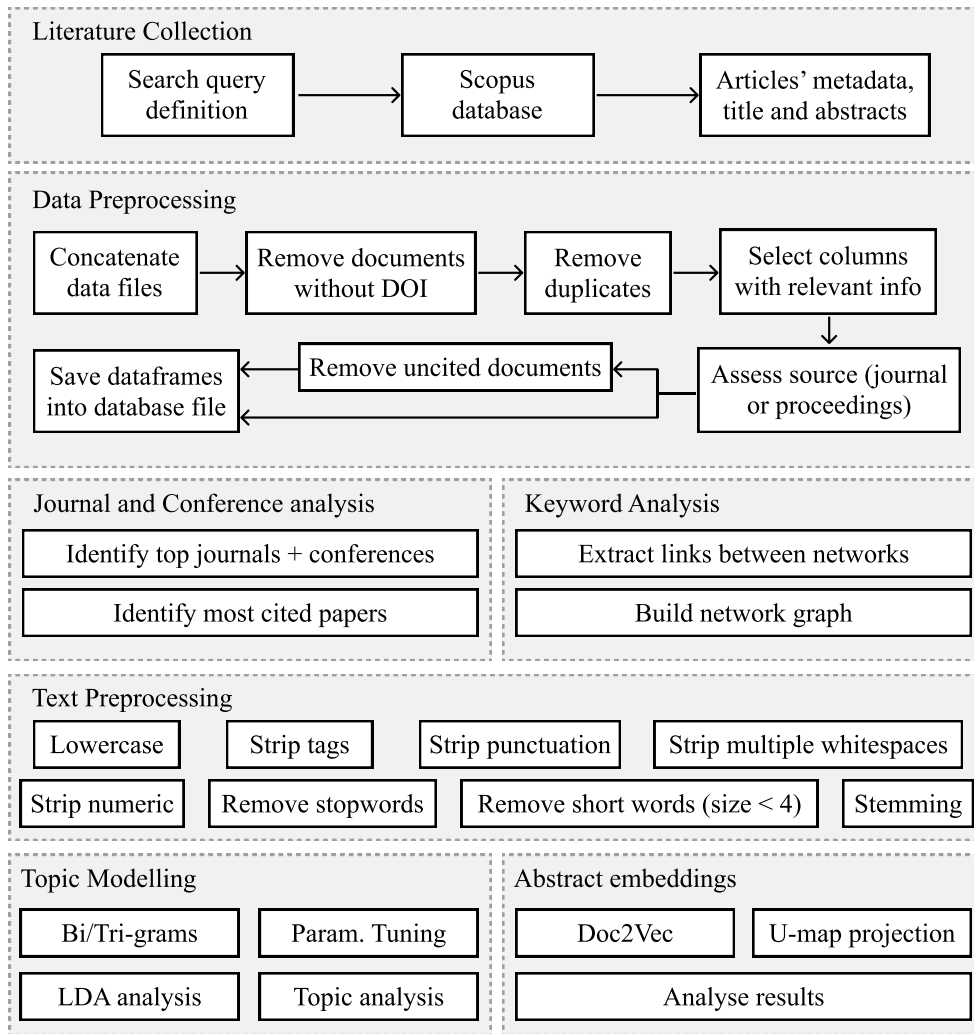 Literature Collection
Search query
definition
Scopus
database
Articles’ metadata,
title and abstracts
Data Preprocessing
Concatenate
data files
Remove documents
without DOI
Remove
duplicates
Select columns
with relevant info
Save dataframes
into database file
Remove uncited documents
Assess source (journal
or proceedings)
Journal and Conference analysis
Identify top journals + conferences
Identify most cited papers
Keyword Analysis
Extract links between networks
Build network graph
Text Preprocessing
Lowercase
Strip tags
Strip punctuation
Strip multiple whitespaces
Strip numeric
Remove stopwords
Remove short words (size < 4)
Stemming
Topic Modelling
Bi/Tri-grams
Param. Tuning
LDA analysis
Topic analysis
Abstract embeddings
Doc2Vec
U-map projection
Analyse results